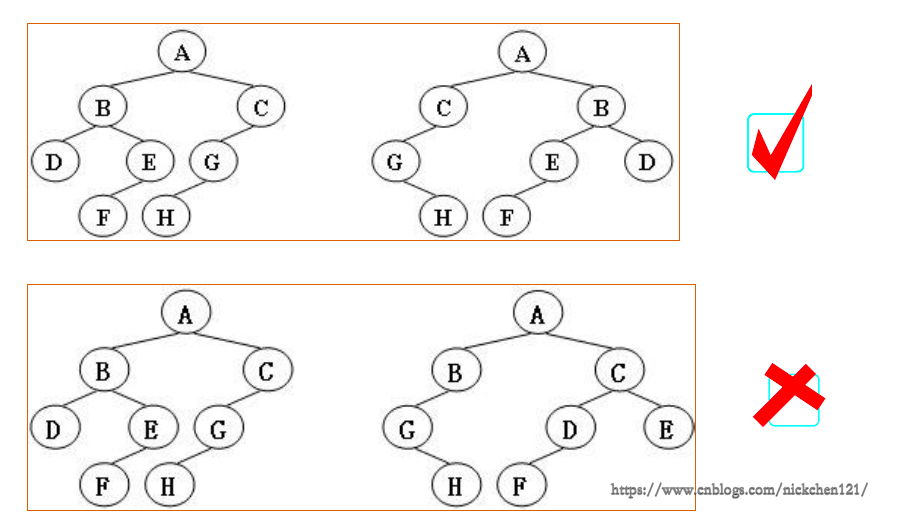 A A
B C C B
D E G G E D
F H H F
A A
B C B C
D E G G D E
F H H F
https://www.cnblogs.com/nickchen121/